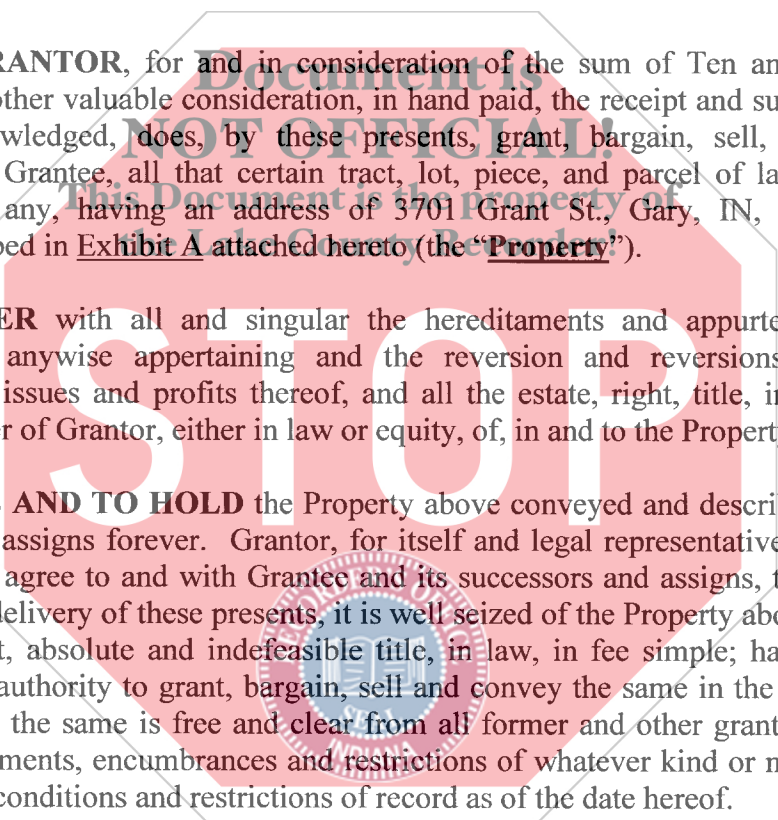 RANTOR, for and in consideration of the sum of Ten an
Document is
other valuable consideration, in hand paid, the receipt and su
wledged, does, by these presents, grant, bargain, sell,
NOT OFFICIAL!
Grantee, all that certain tract, lot, piece, and parcel of la
This Document is the property of
any, having an address of 3701 Grant St., Gary, IN,
the Lake County Recorder!
bed in Exhibit A attached hereto (the “Property”).
ER with all and singular the hereditaments and appurte
anywise appertaining and the reversion and reversions
issues and profits thereof, and all the estate, right, title, i
r of Grantor, either in law or equity, of, in and to the Property
STOP
AND TO HOLD the Property above conveyed and descri
assigns forever. Grantor, for itself and legal representative
agree to and with Grantee and its successors and assigns, t
delivery of these presents, it is well seized of the Property abo
t, absolute and indefeasible title, in law, in fee simple; ha
authority to grant, bargain, sell and convey the same in the
the same is free and clear from all former and other grant
ments, encumbrances and restrictions of whatever kind or n
conditions and restrictions of record as of the date hereof.
RECORDER'S OFFICE
SEAL
INDIANA